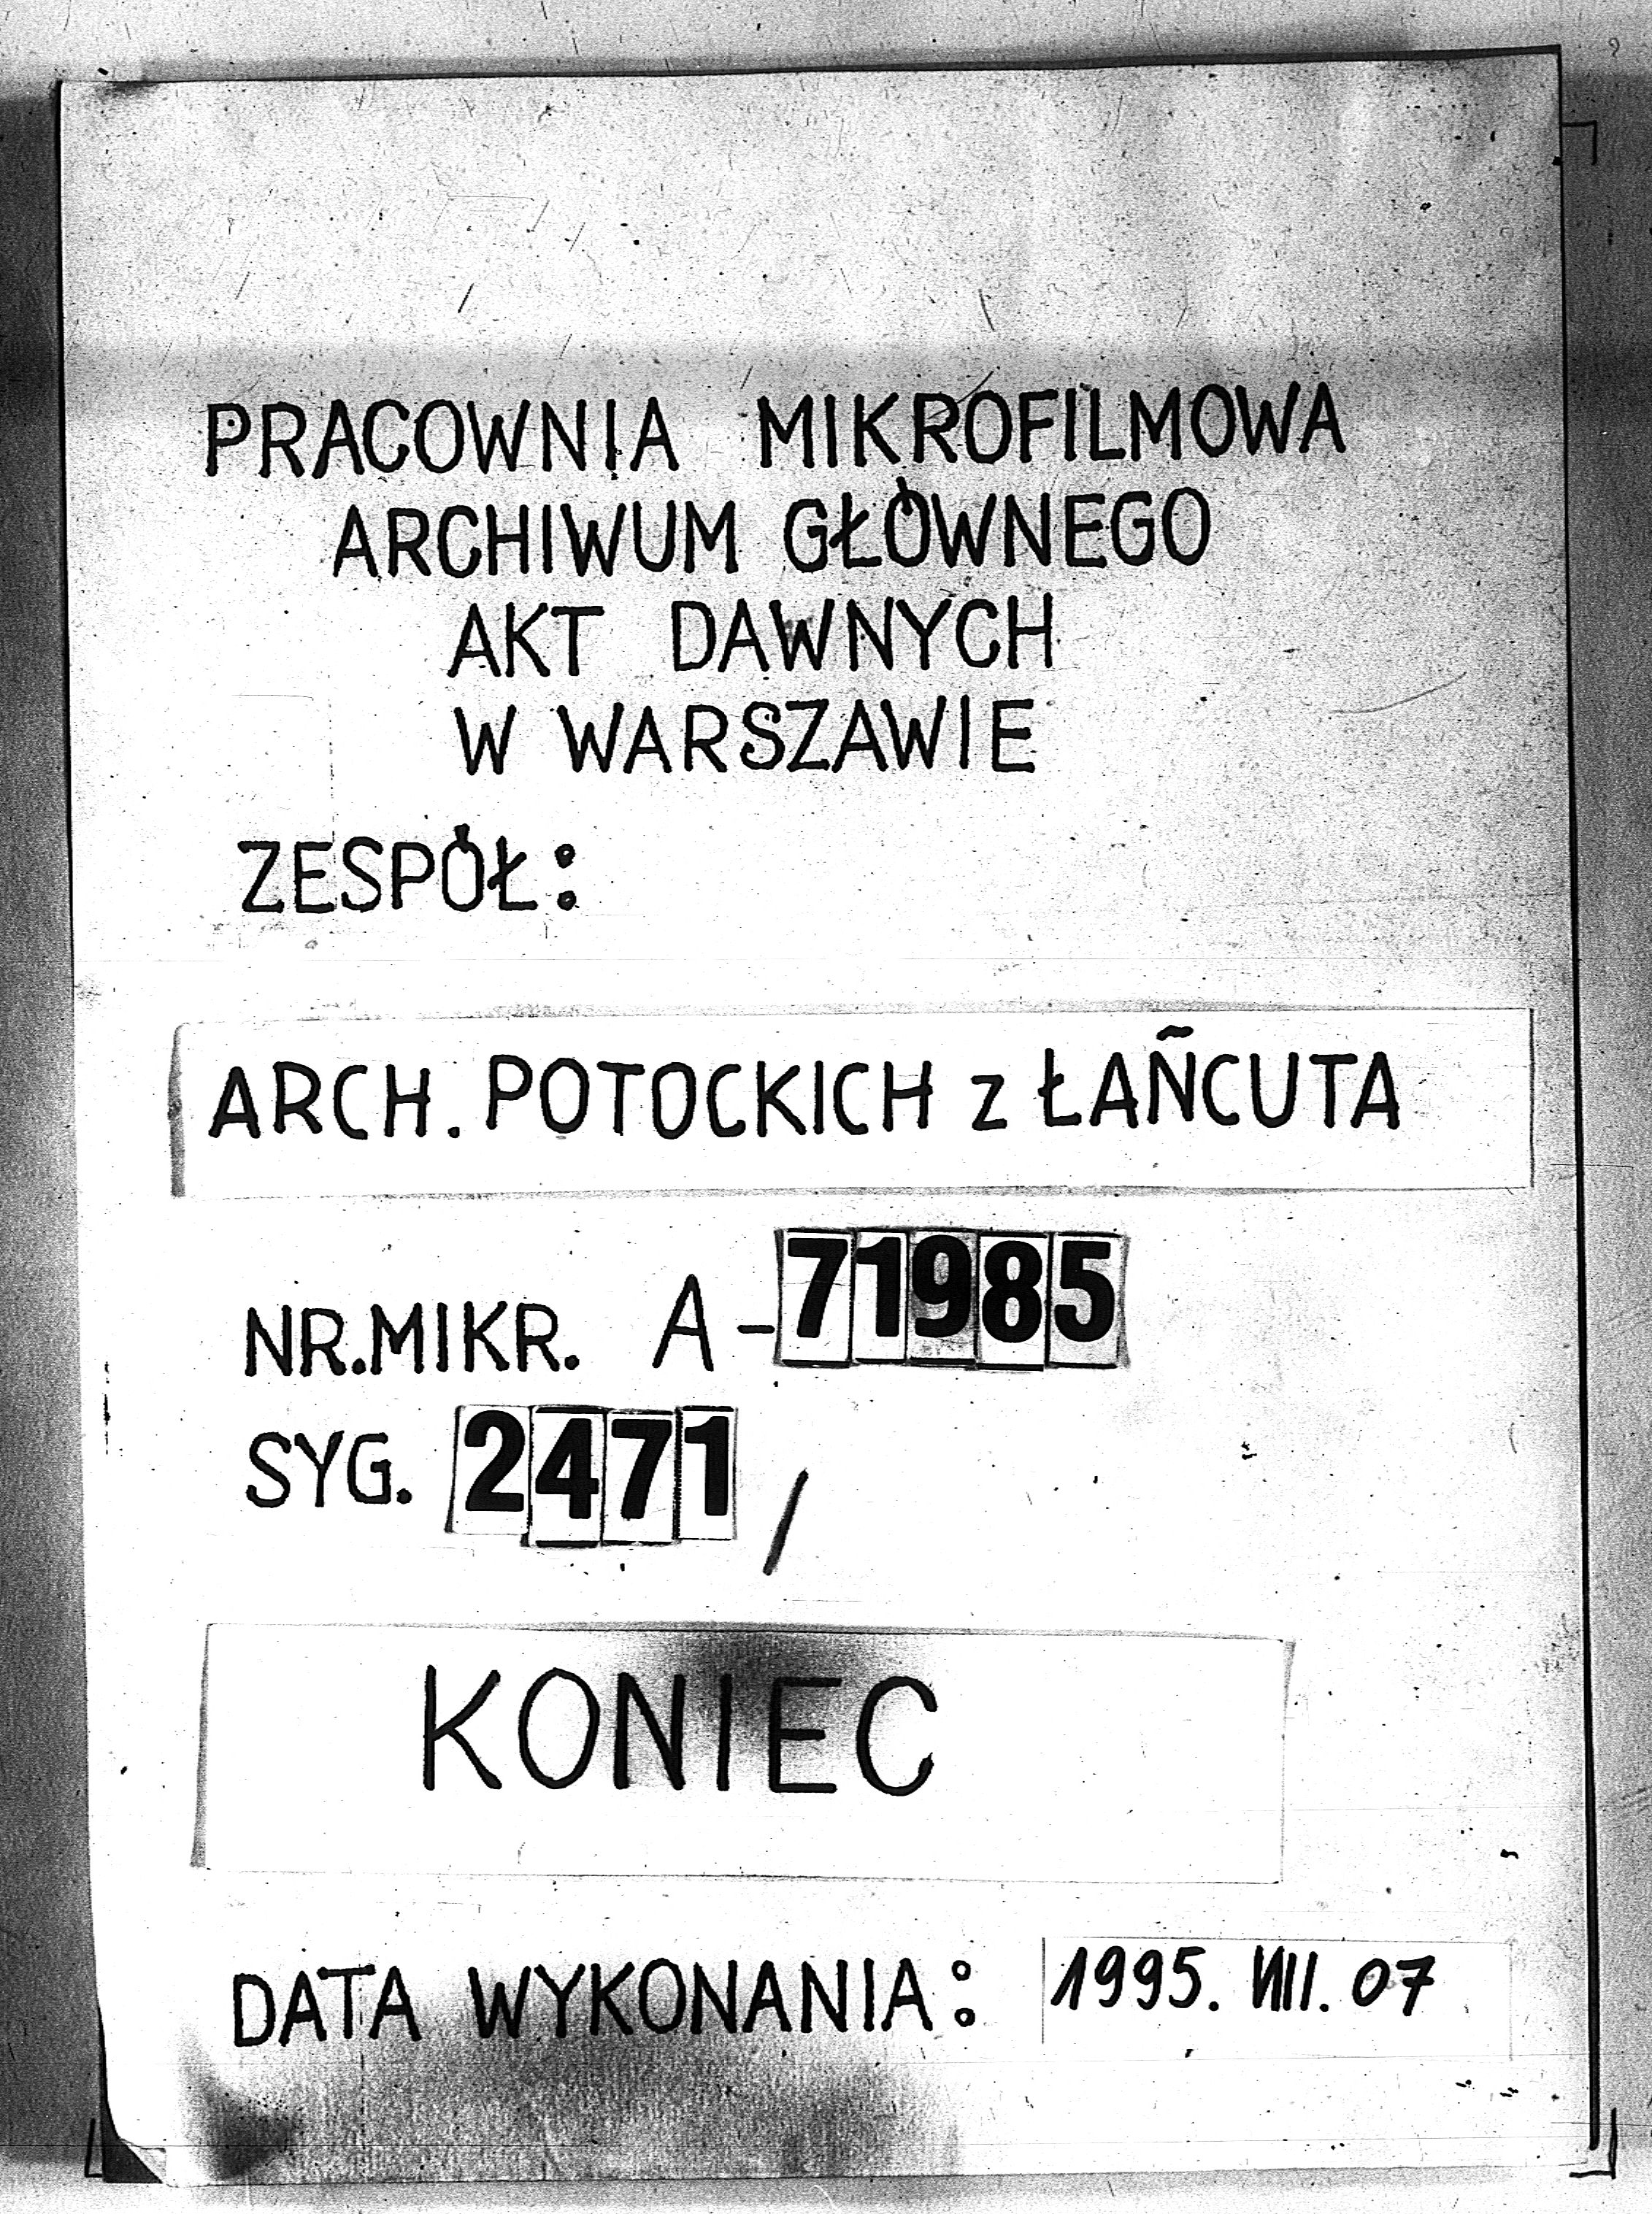 PRACOWNIA MIKROFILMOWA
ARCHIWUM GŁÓWNEGO
AKT DAWNYCH
W WARSZAWIE
ZESPÓŁ:
ARCH. POTOCKICH z ŁAŃCUTA
NR. MIKR. A-71985
SYG. 2471/
KONIEC
DATA WYKONANIA: 1995. VIII. 07